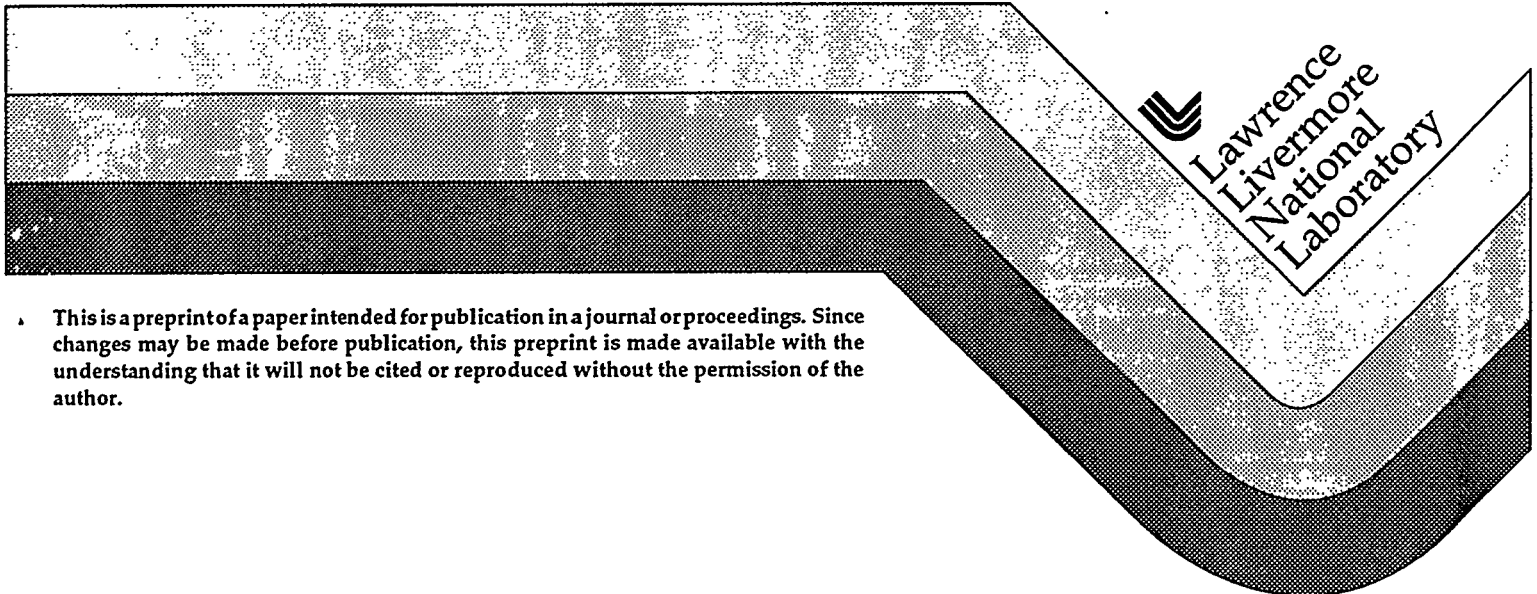 Lawrence
Livermore
National
Laboratory
This is a preprint of a paper intended for publication in a journal or proceedings. Since
changes may be made before publication, this preprint is made available with the
understanding that it will not be cited or reproduced without the permission of the
author.